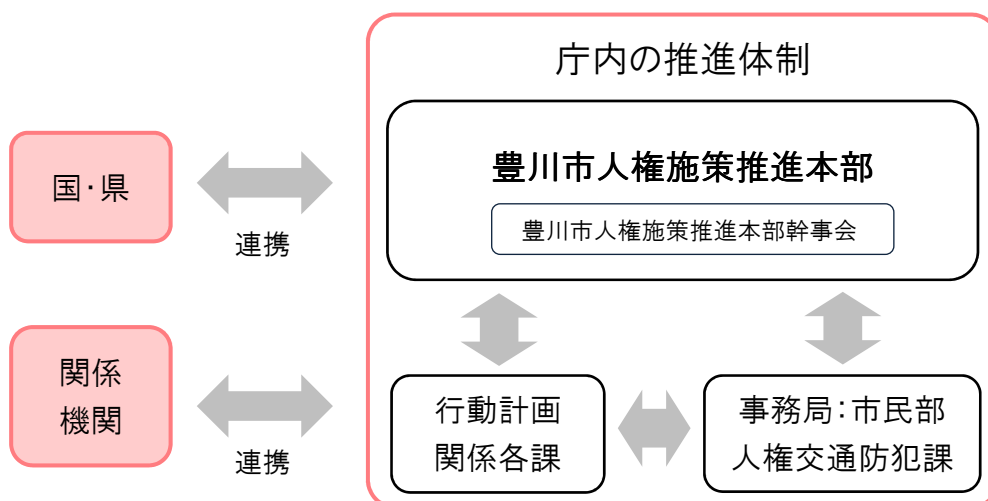 庁内の推進体制
豊川市人権施策推進本部
豊川市人権施策推進本部幹事会
国・県
連携
関係
機関
連携
行動計画
関係各課
事務局：市民部
人権交通防犯課